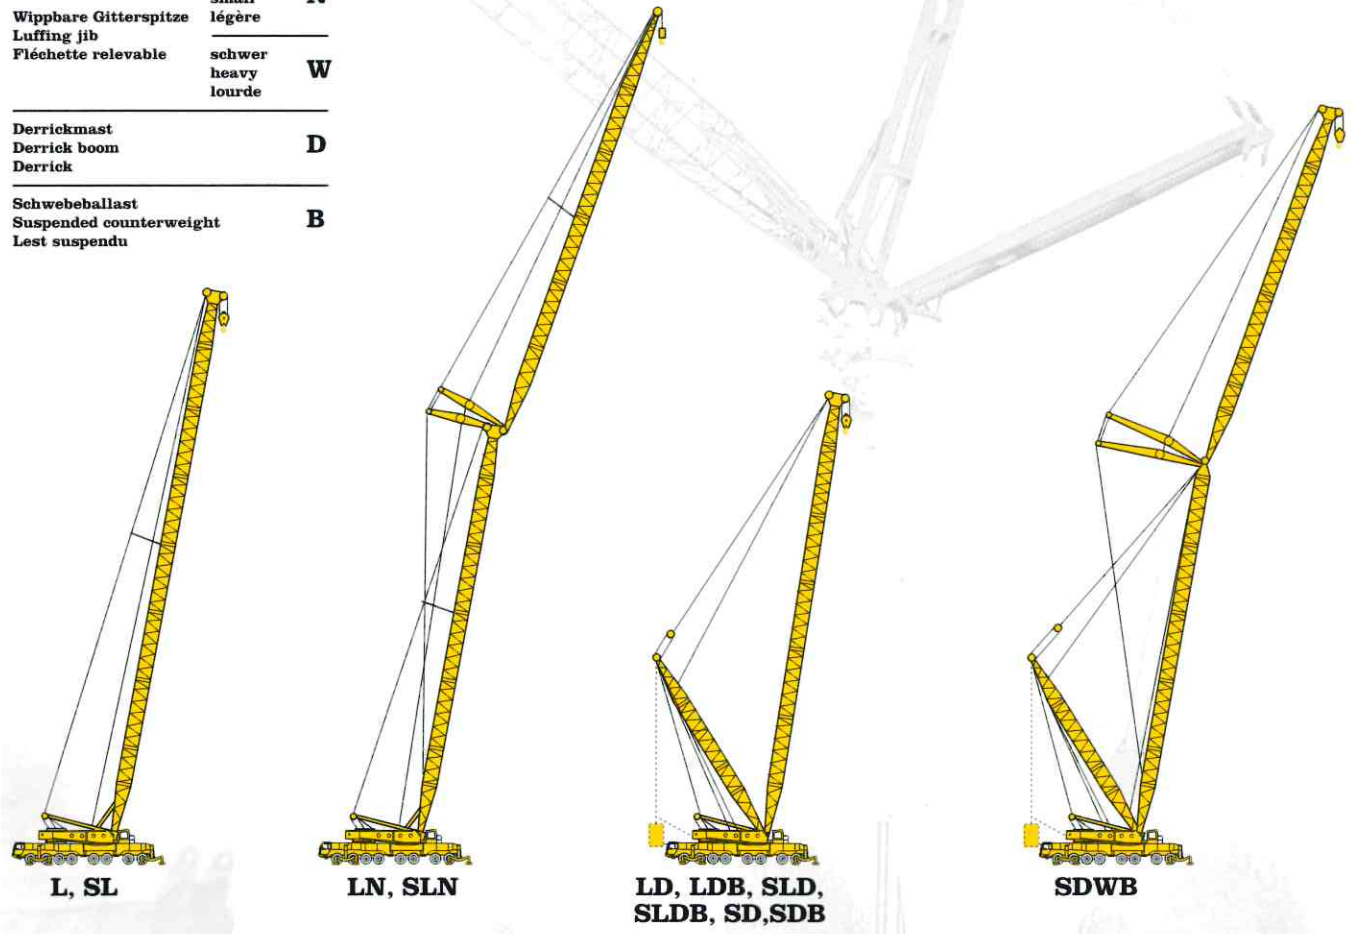 small
N
Wippbare Gitterspitze légère
Luffing jib
Fléchette relevable schwer
heavy W
lourde
Derrickmast
Derrick boom D
Derrick
Schwebeballast
Suspended counterweight B
Lest suspendu
L, SL
LN, SLN
LD, LDB, SLD,
SLDB, SD,SDB
SDWB